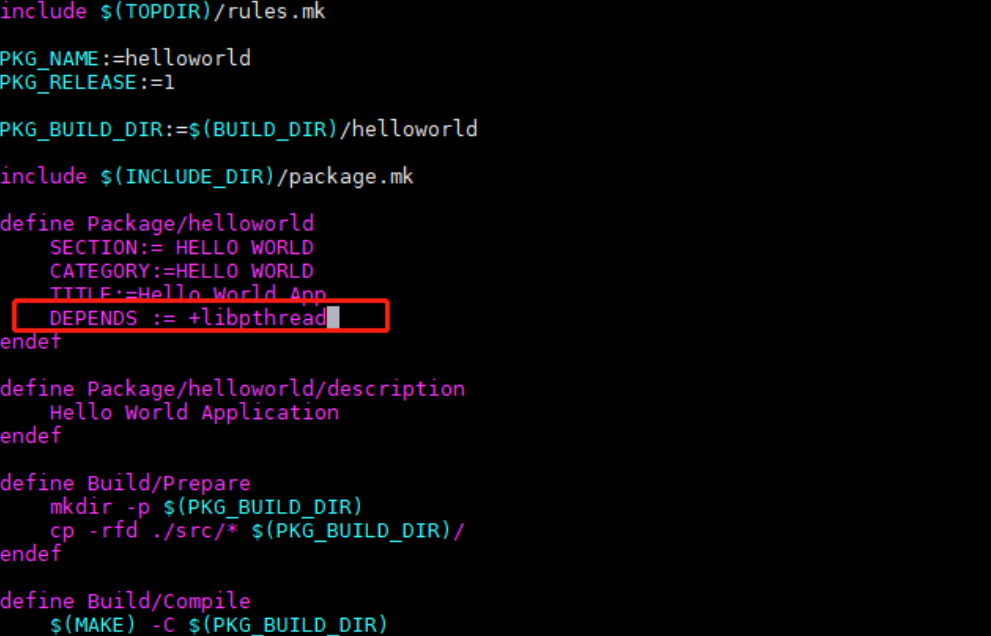 include $(TOPDIR)/rules.mk
PKG_NAME:=helloworld
PKG_RELEASE:=1
PKG_BUILD_DIR:=$(BUILD_DIR)/helloworld
include $(INCLUDE_DIR)/package.mk
define Package/helloworld
    SECTION:= HELLO WORLD
    CATEGORY:=HELLO WORLD
    TITLE:=Hello World App
    DEPENDS := +libpthread
endef
define Package/helloworld/description
    Hello World Application
endef
define Build/Prepare
    mkdir -p $(PKG_BUILD_DIR)
    cp -rfd ./src/* $(PKG_BUILD_DIR)/
endef
define Build/Compile
    $(MAKE) -C $(PKG_BUILD_DIR)